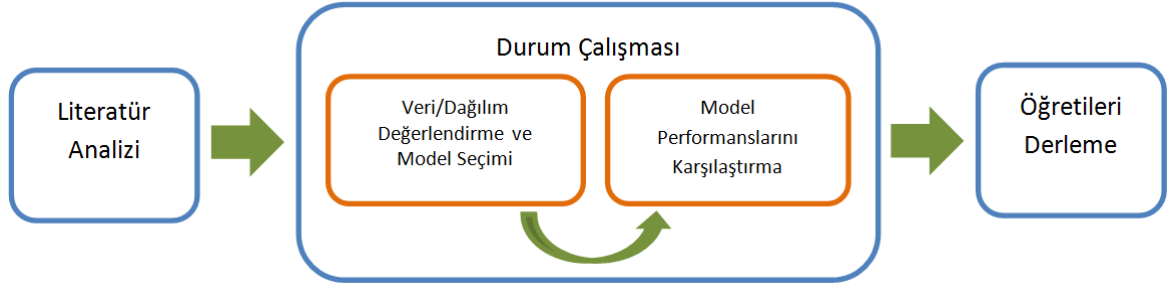 Literatür
Analizi
Durum Çalışması
Veri/Dağılım
Değerlendirme ve
Model Seçimi
Model
Performanslarını
Karşılaştırma
Öğretileri
Derleme